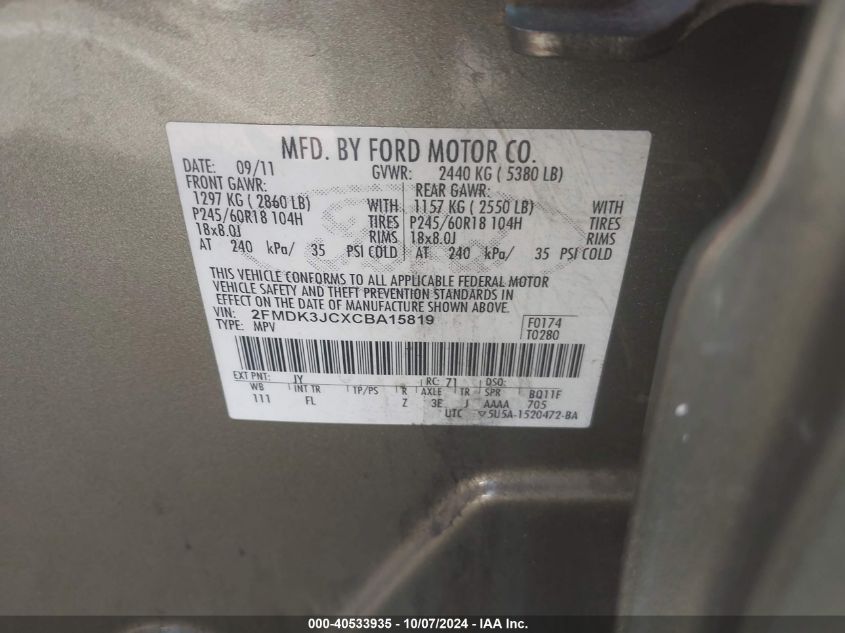 MFD. BY FORD MOTOR CO.
DATE: 09/11 GVWR: 2440 KG ( 5380 LB)
FRONT GAWR: REAR GAWR:
1297 KG ( 2860 LB) WITH 1157 KG ( 2550 LB) WITH
P245/60R18 104H TIRES P245/60R18 104H TIRES
18x8.0J RIMS 18x8.0J RIMS
AT 240 kPa/ 35 PSI COLD AT 240 kPa/ 35 PSI COLD
THIS VEHICLE CONFORMS TO ALL APPLICABLE FEDERAL MOTOR
VEHICLE SAFETY AND THEFT PREVENTION STANDARDS IN
EFFECT ON THE DATE OF MANUFACTURE SHOWN ABOVE.
VIN: 2FMDK3JCXCBA15819 F0174
TYPE: MPV T0280
EXT PNT: JY RC: 71 DSO:
WB INT TR TP/PS R AXLE TR SPR BQ11F
111 FL Z 3E J AAAA 705
UTC 5U5A-1520472-BA
000-40533935 - 10/07/2024 - IAA Inc.